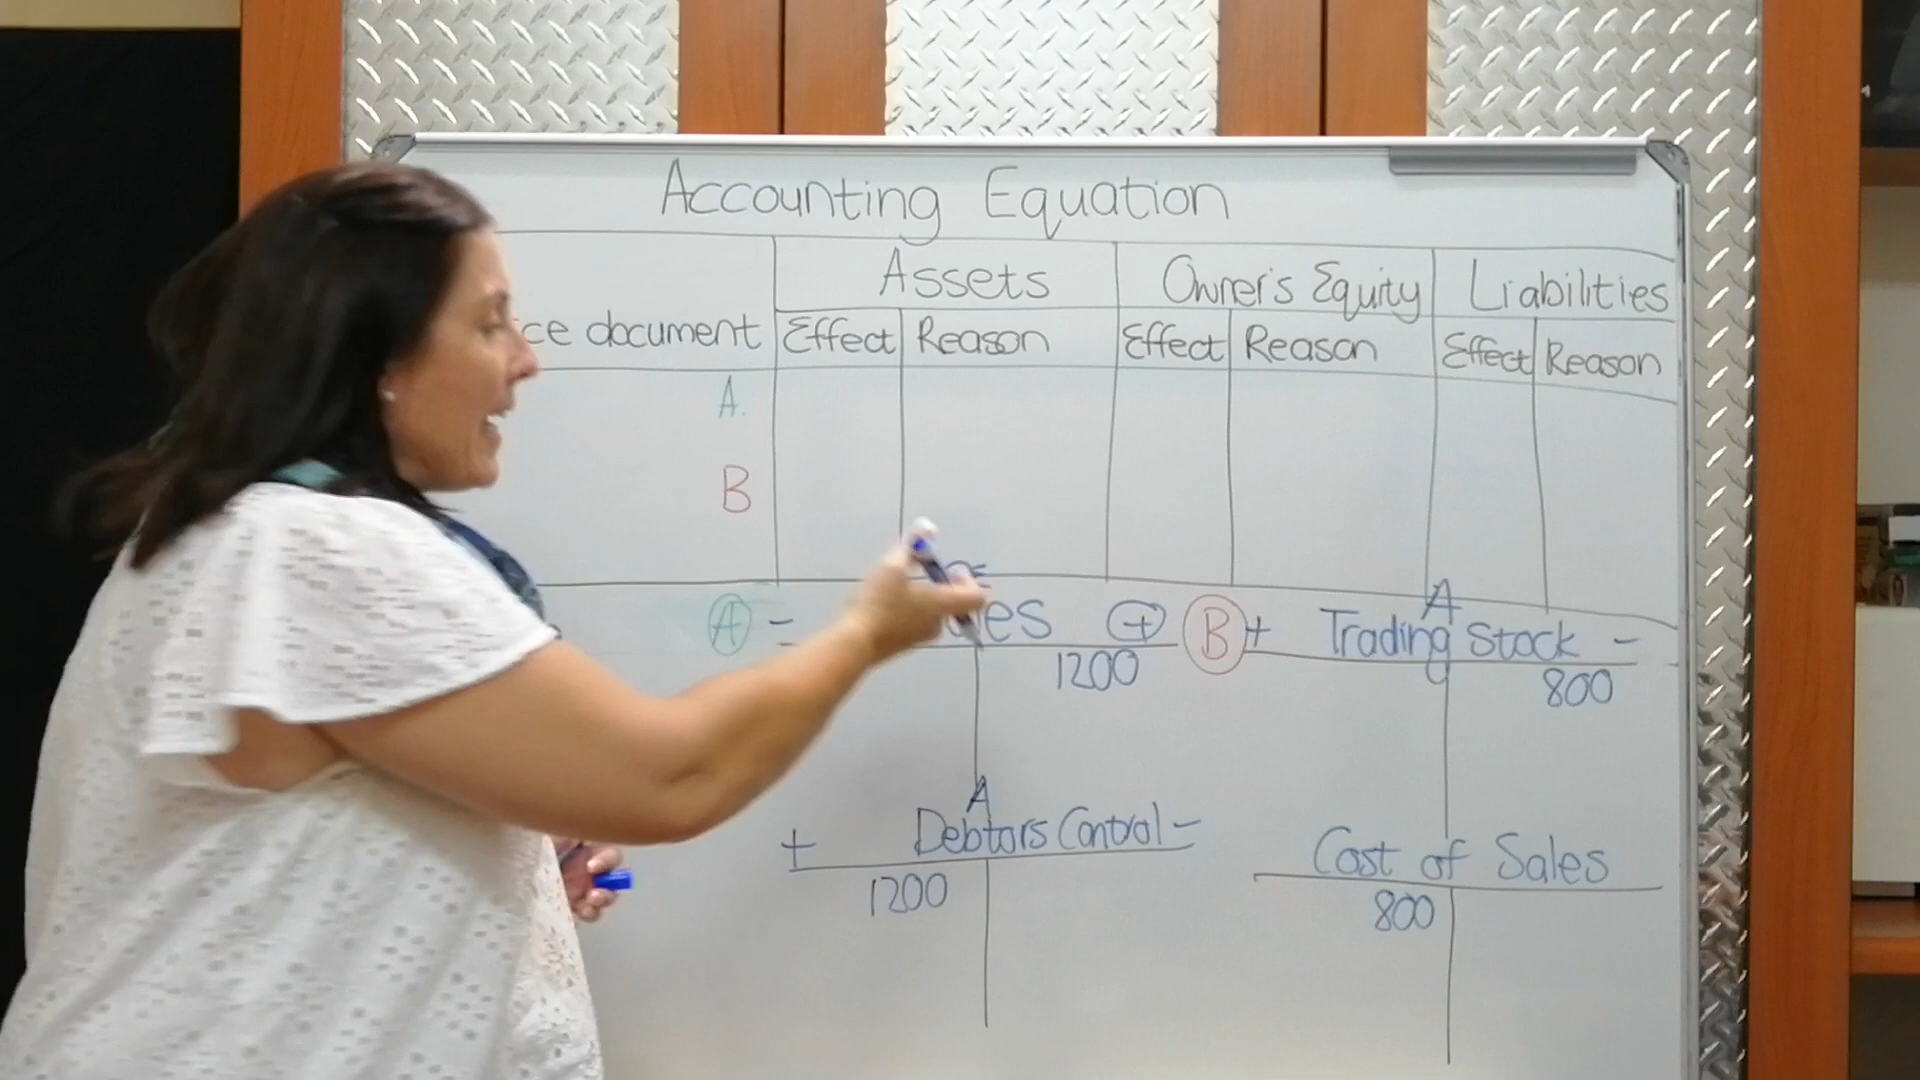 Accounting Equation
Assets Owner's Equity Liabilities
document Effect Reason Effect Reason Effect Reason
A.
B
A
A - + B + Trading Stock -
1200 800
A
+ Debtors Control - Cost of Sales
1200 800